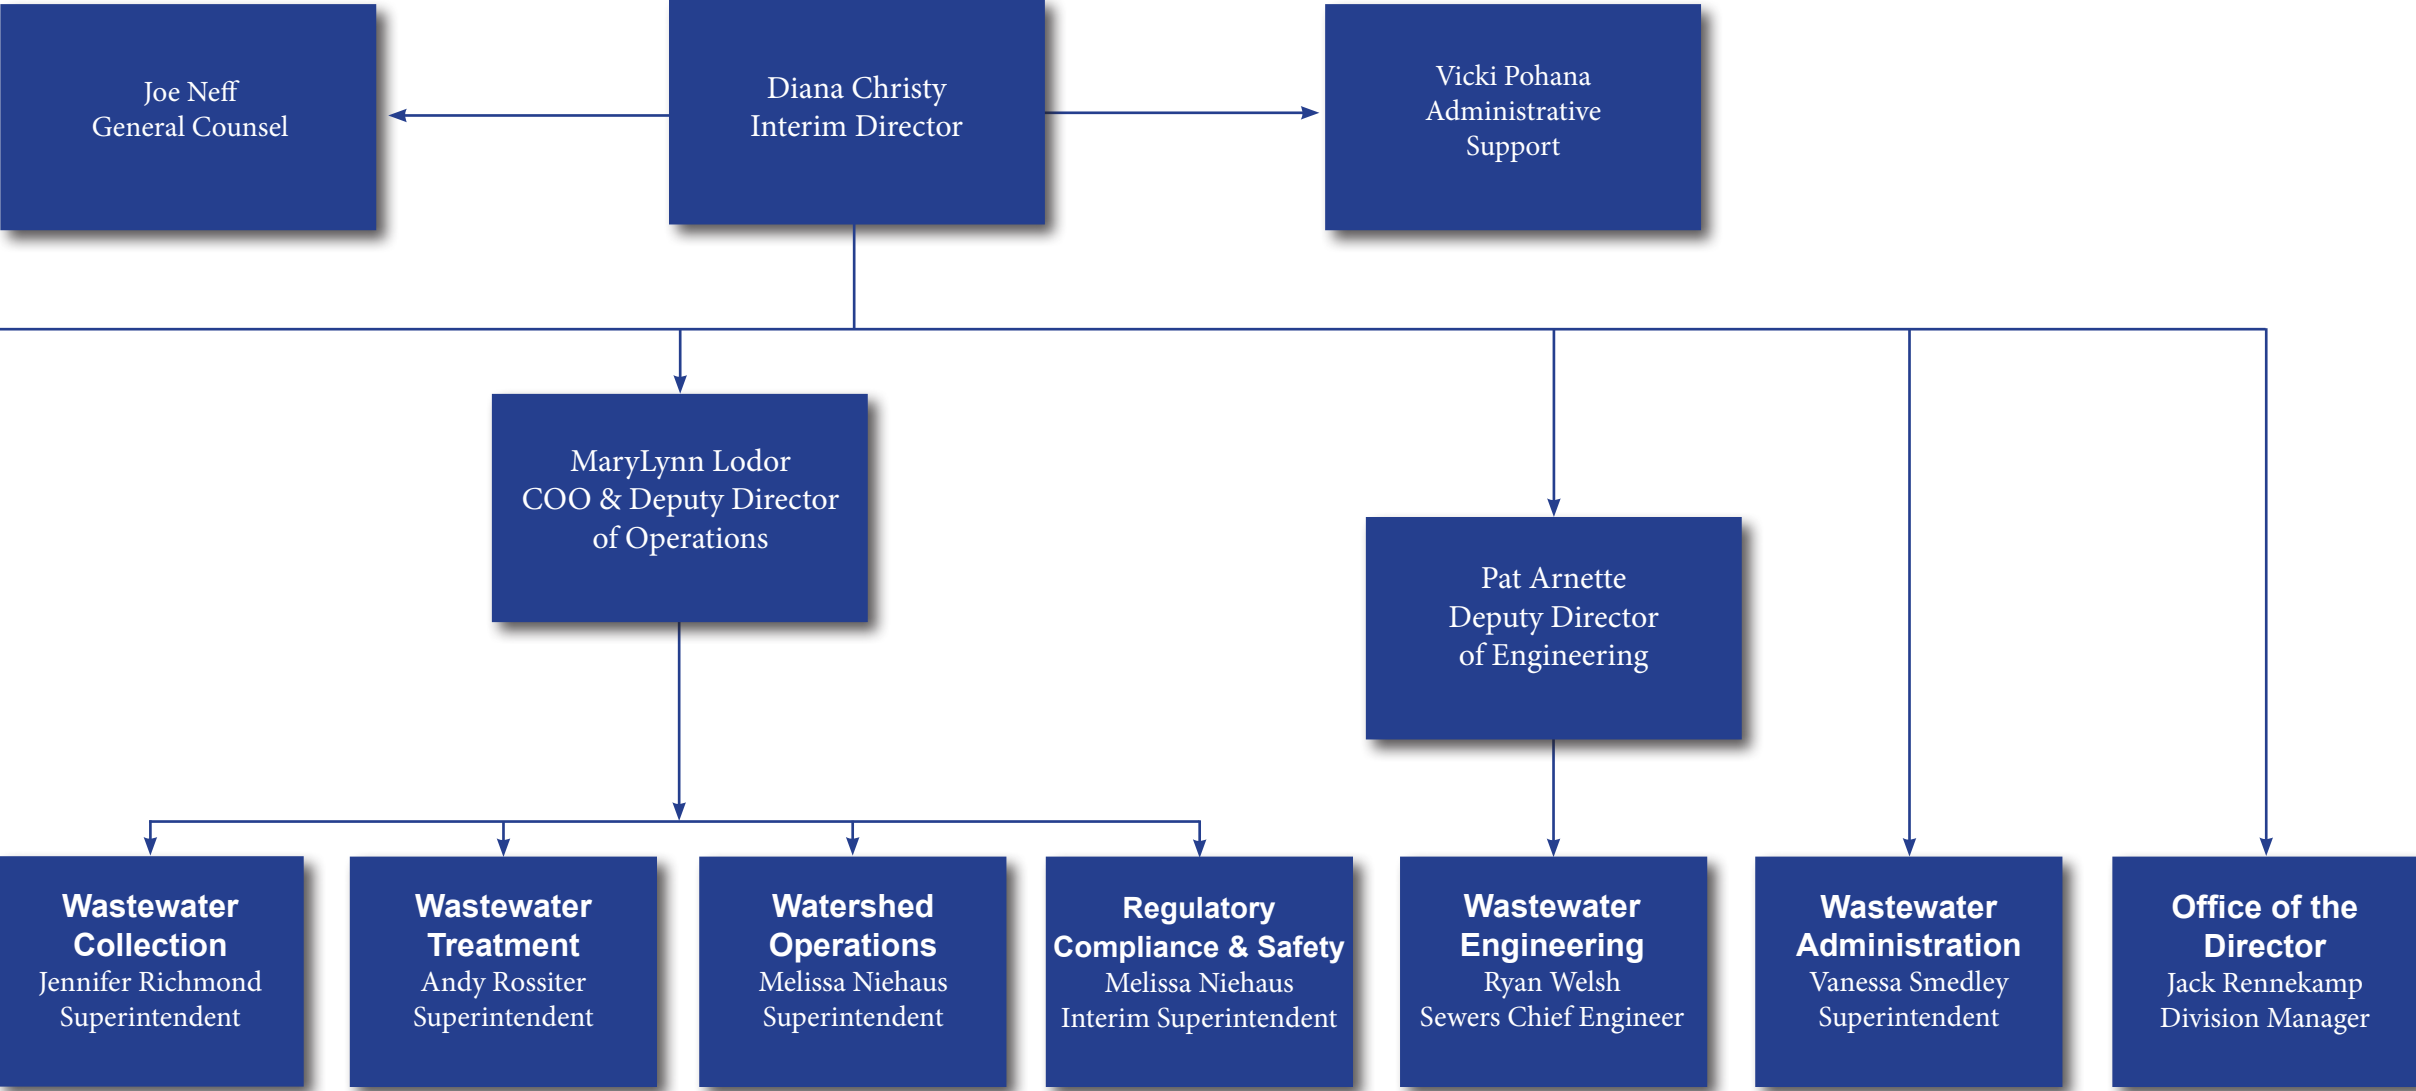 Joe Neff
General Counsel
Diana Christy
Interim Director
Vicki Pohana
Administrative
Support
MaryLynn Lodor
COO & Deputy Director
of Operations
Pat Arnette
Deputy Director
of Engineering
Wastewater
Collection
Jennifer Richmond
Superintendent
Wastewater
Treatment
Andy Rossiter
Superintendent
Watershed
Operations
Melissa Niehaus
Superintendent
Regulatory
Compliance & Safety
Melissa Niehaus
Interim Superintendent
Wastewater
Engineering
Ryan Welsh
Sewers Chief Engineer
Wastewater
Administration
Vanessa Smedley
Superintendent
Office of the
Director
Jack Rennekamp
Division Manager